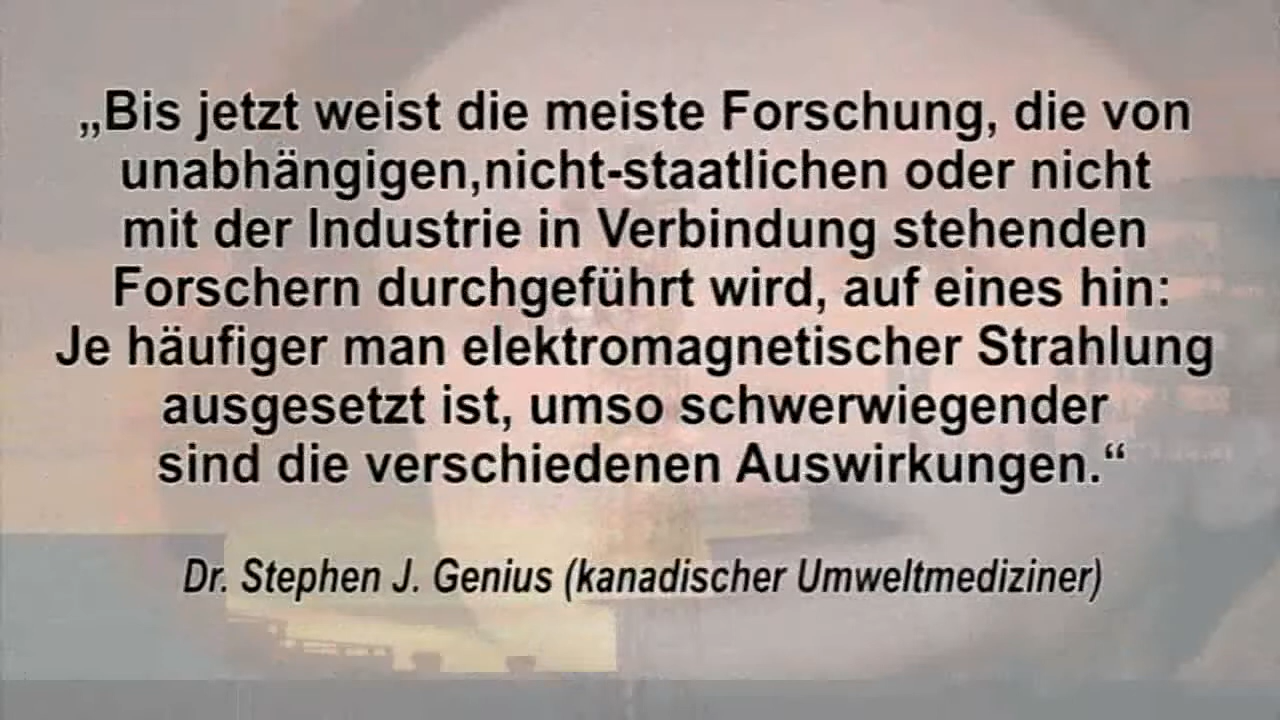 „Bis jetzt weist die meiste Forschung, die von
unabhängigen,nicht-staatlichen oder nicht
mit der Industrie in Verbindung stehenden
Forschern durchgeführt wird, auf eines hin:
Je häufiger man elektromagnetischer Strahlung
ausgesetzt ist, umso schwerwiegender
sind die verschiedenen Auswirkungen.“
Dr. Stephen J. Genius (kanadischer Umweltmediziner)